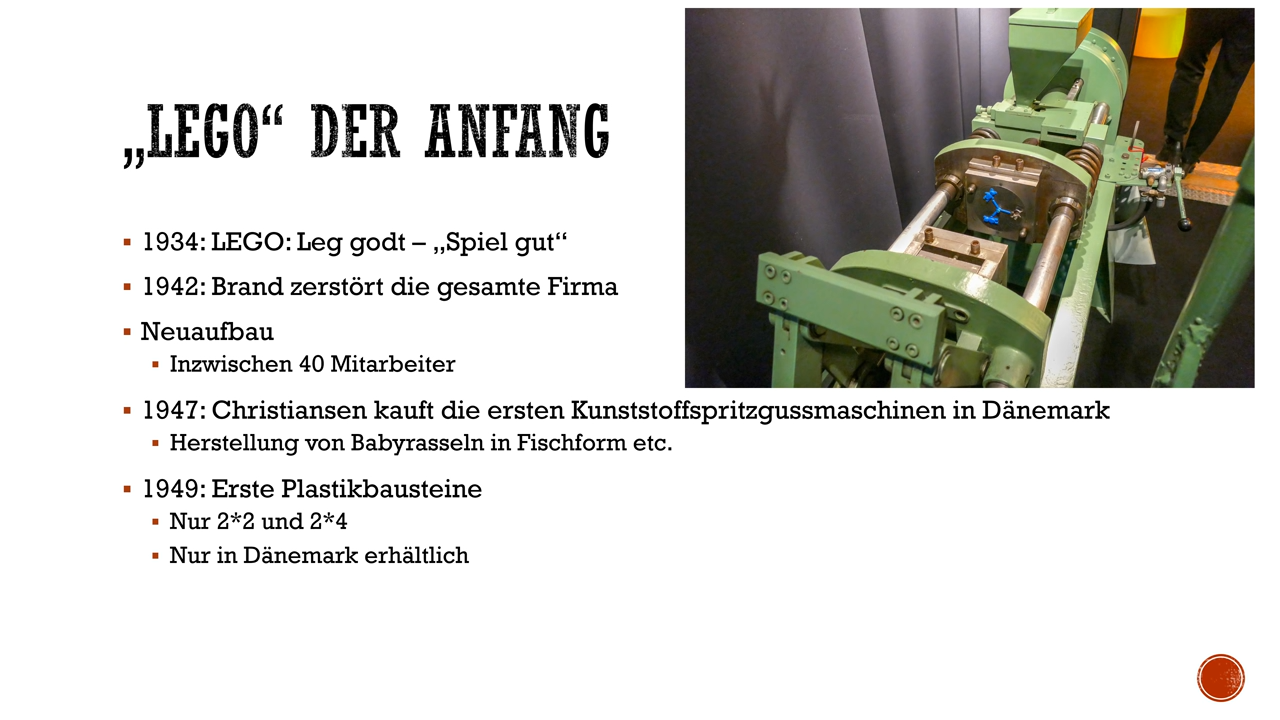 „LEGO“ DER ANFANG
1934: LEGO: Leg godt – „Spiel gut“
1942: Brand zerstört die gesamte Firma
Neuaufbau
Inzwischen 40 Mitarbeiter
1947: Christiansen kauft die ersten Kunststoffspritzgussmaschinen in Dänemark
Herstellung von Babyrasseln in Fischform etc.
1949: Erste Plastikbausteine
Nur 2*2 und 2*4
Nur in Dänemark erhältlich